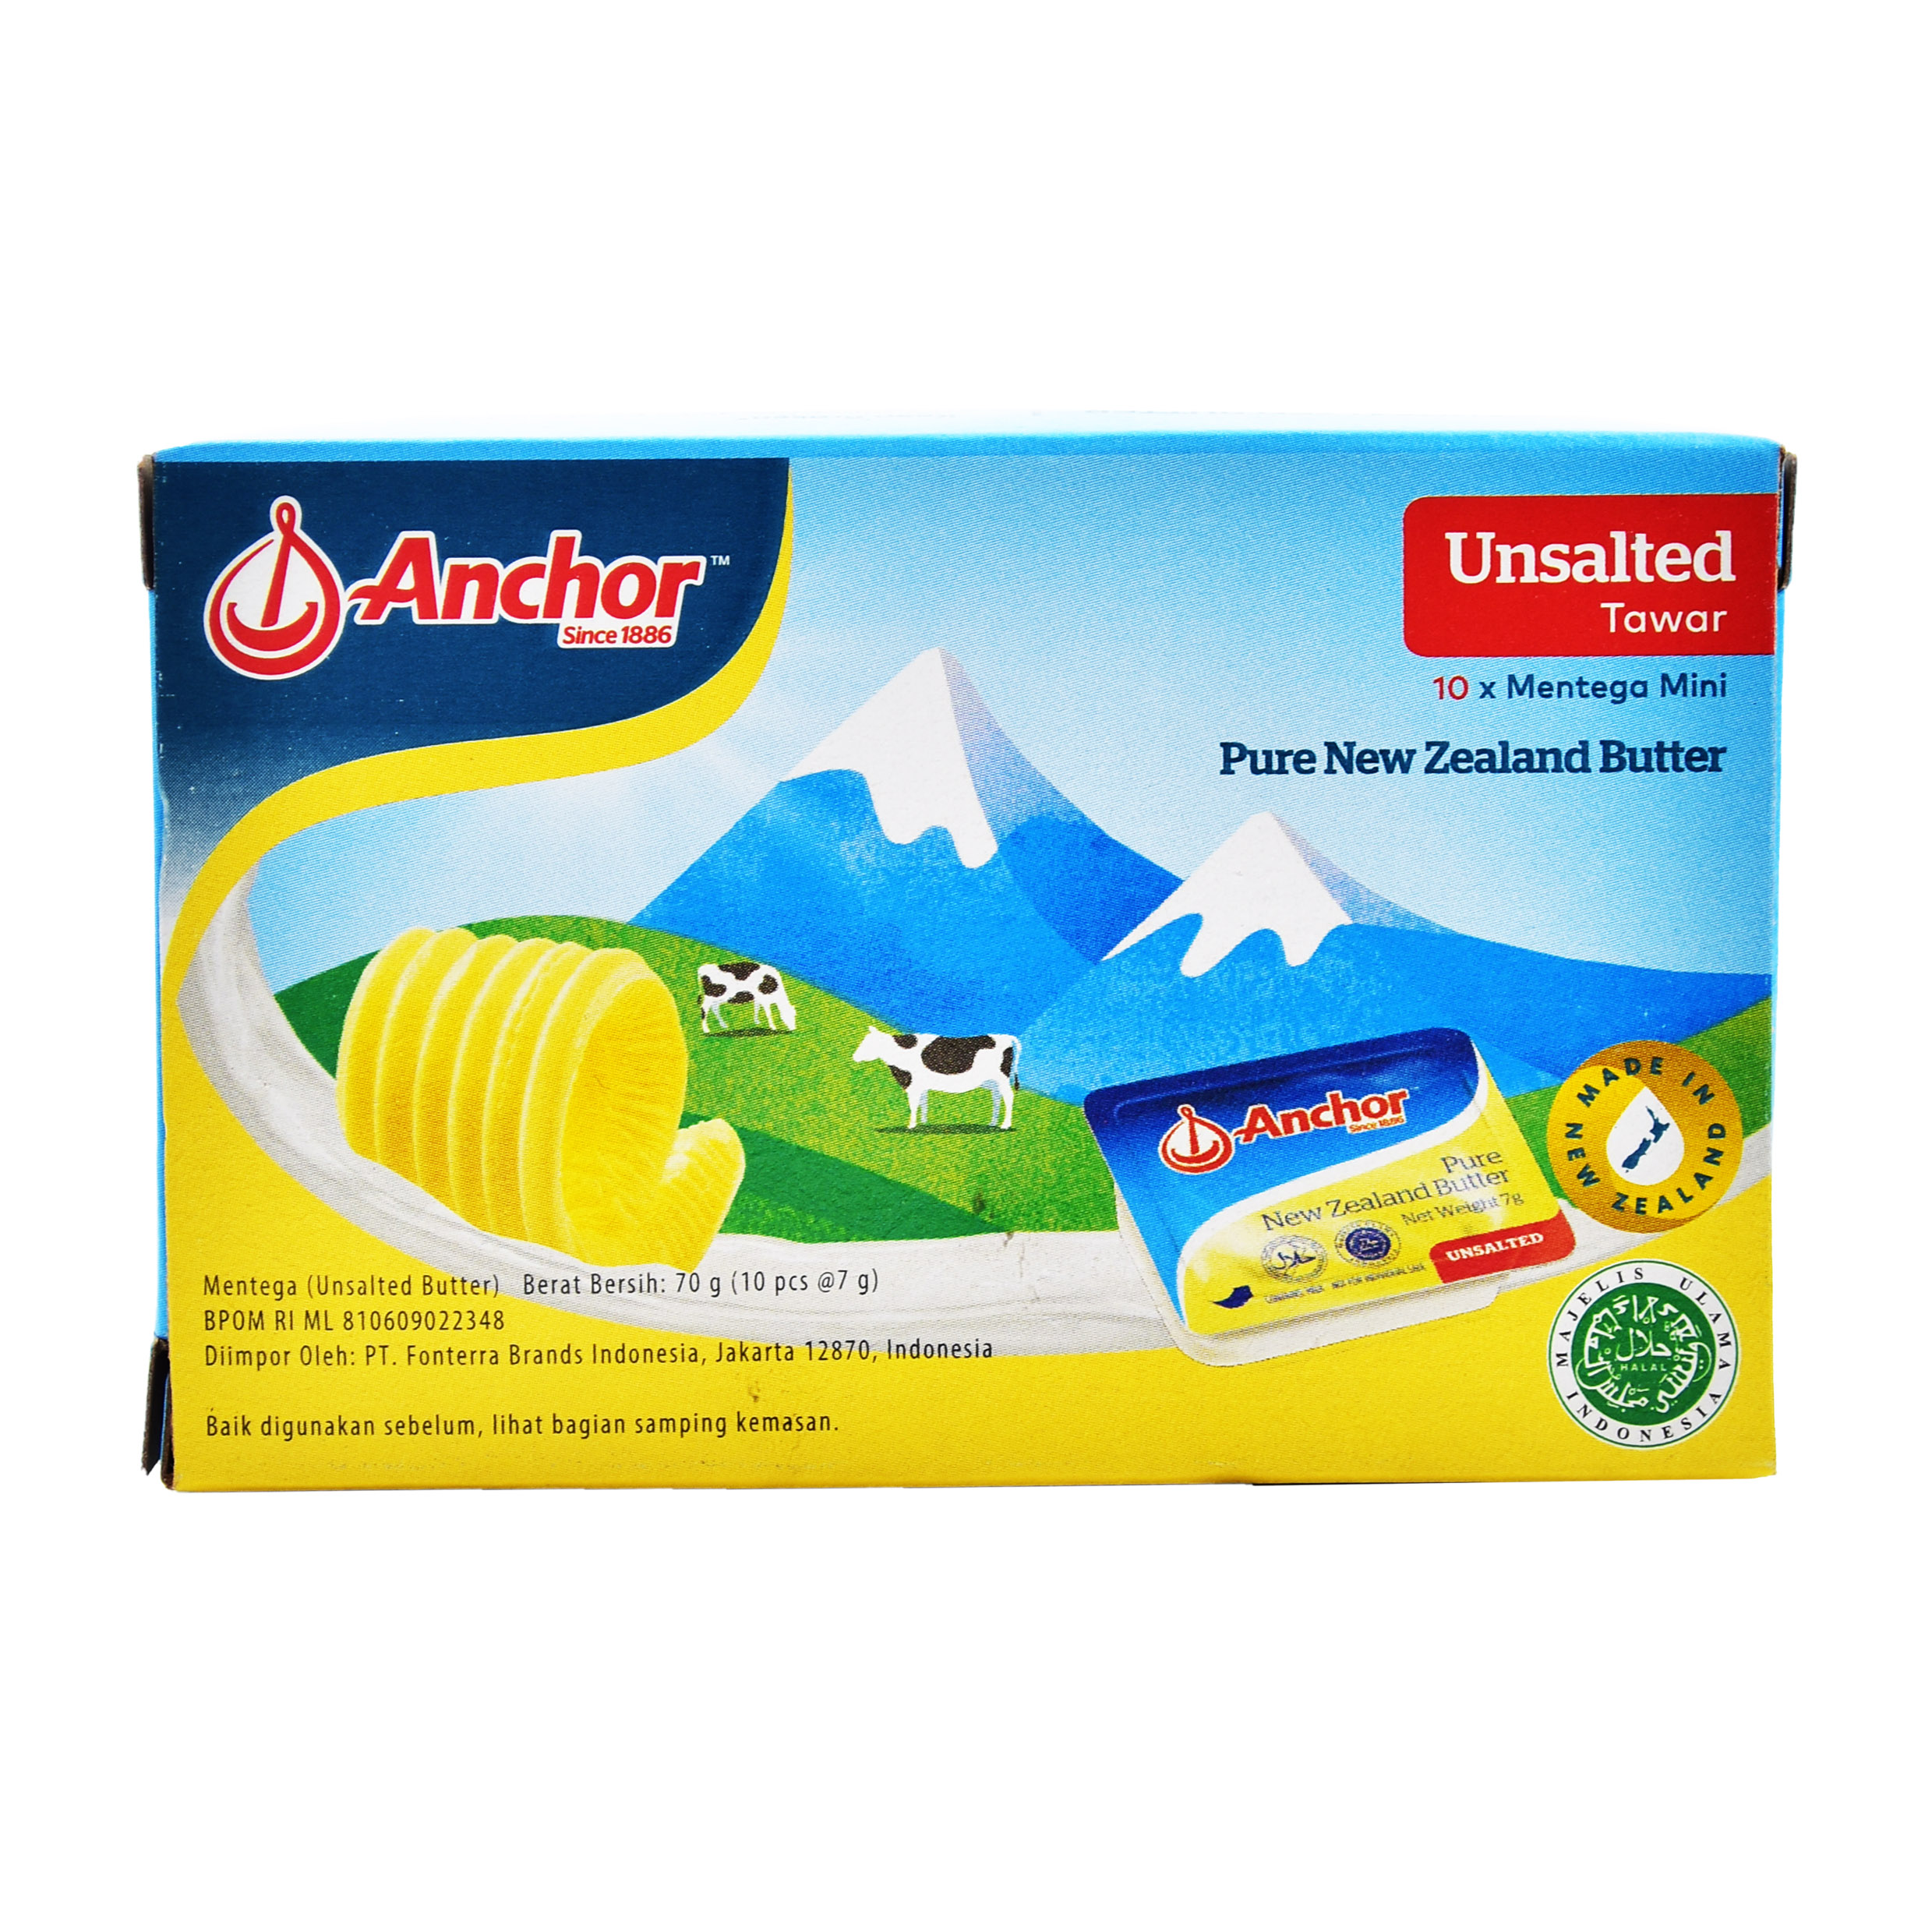 Anchor™
Since 1886
Unsalted
Tawar
10 x Mentega Mini
Pure New Zealand Butter
Anchor
Since 1886
Pure
New Zealand Butter
Net Weight 7g
UNSALTED
MADE IN NEW ZEALAND
Mentega (Unsalted Butter) Berat Bersih: 70 g (10 pcs @7 g)
BPOM RI ML 810609022348
Diimpor Oleh: PT. Fonterra Brands Indonesia, Jakarta 12870, Indonesia
Baik digunakan sebelum, lihat bagian samping kemasan.
MAJELIS ULAMA INDONESIA
حلال
HALAL